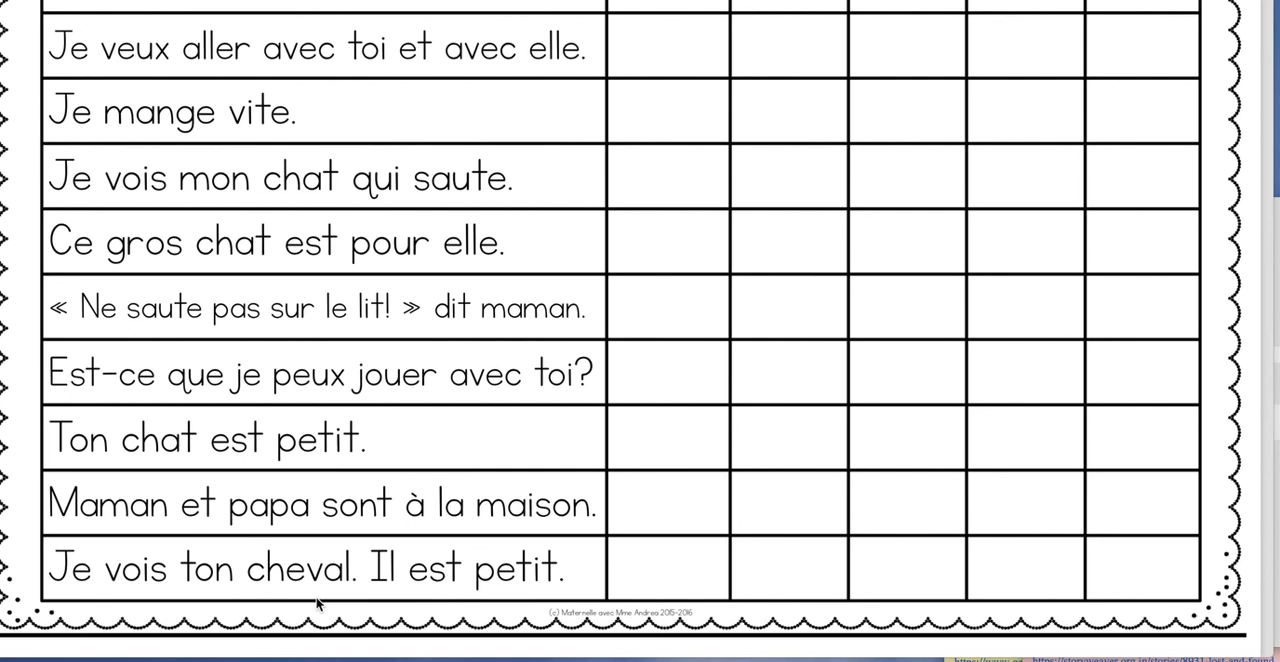 Je veux aller avec toi et avec elle.
Je mange vite.
Je vois mon chat qui saute.
Ce gros chat est pour elle.
« Ne saute pas sur le lit! » dit maman.
Est-ce que je peux jouer avec toi?
Ton chat est petit.
Maman et papa sont à la maison.
Je vois ton cheval. Il est petit.
(c) Maternelle avec Mme Andrea 2015-2016